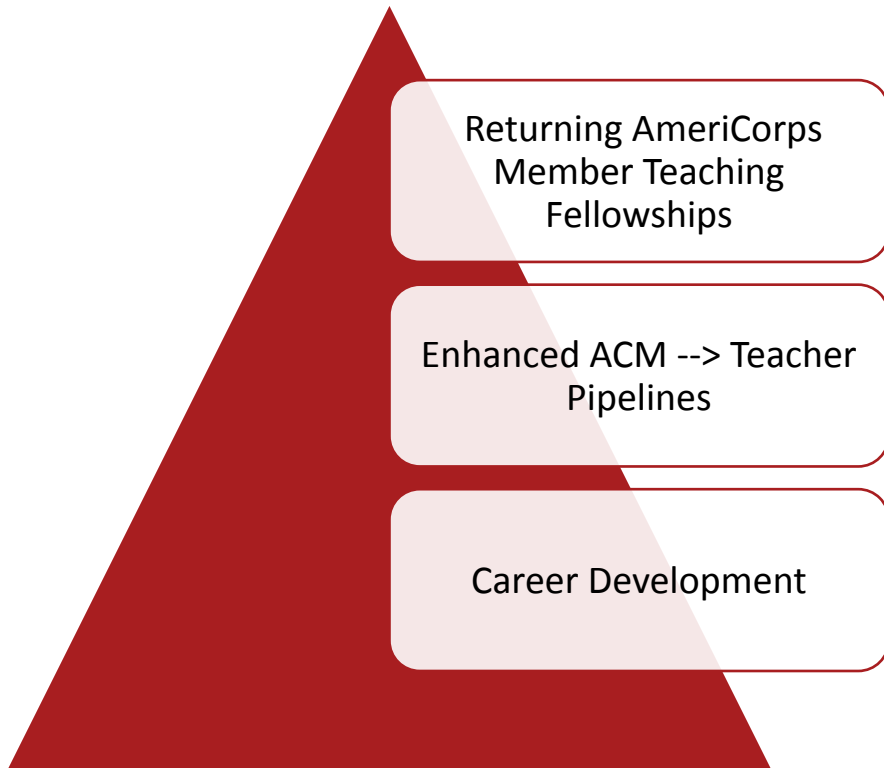 Returning AmeriCorps
Member Teaching
Fellowships
Enhanced ACM --> Teacher
Pipelines
Career Development